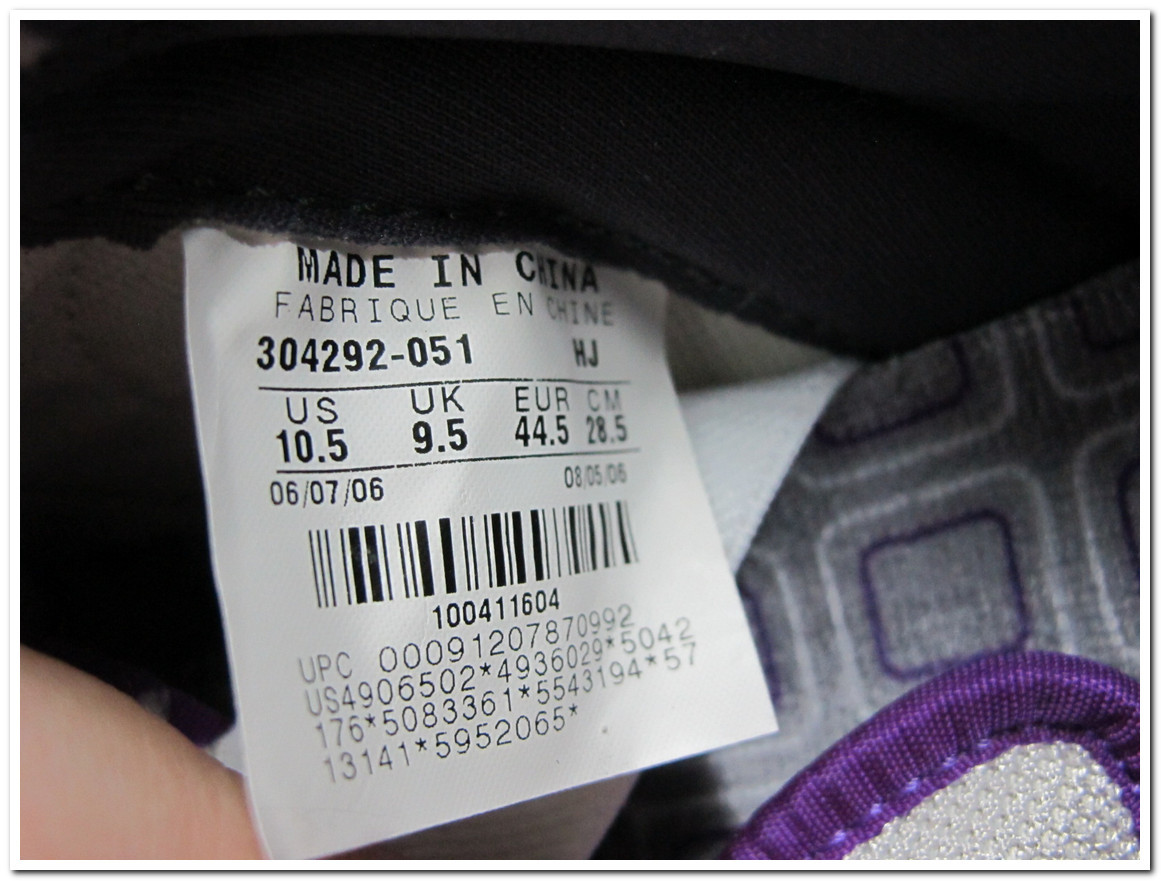 MADE IN CHINA
FABRIQUE EN CHINE
304292-051 HJ
US UK EUR CM
10.5 9.5 44.5 28.5
06/07/06 08/05/06
100411604
UPC 00091207870992
US4906502*4936029*5042
176*5083361*5543194*57
13141*5952065*